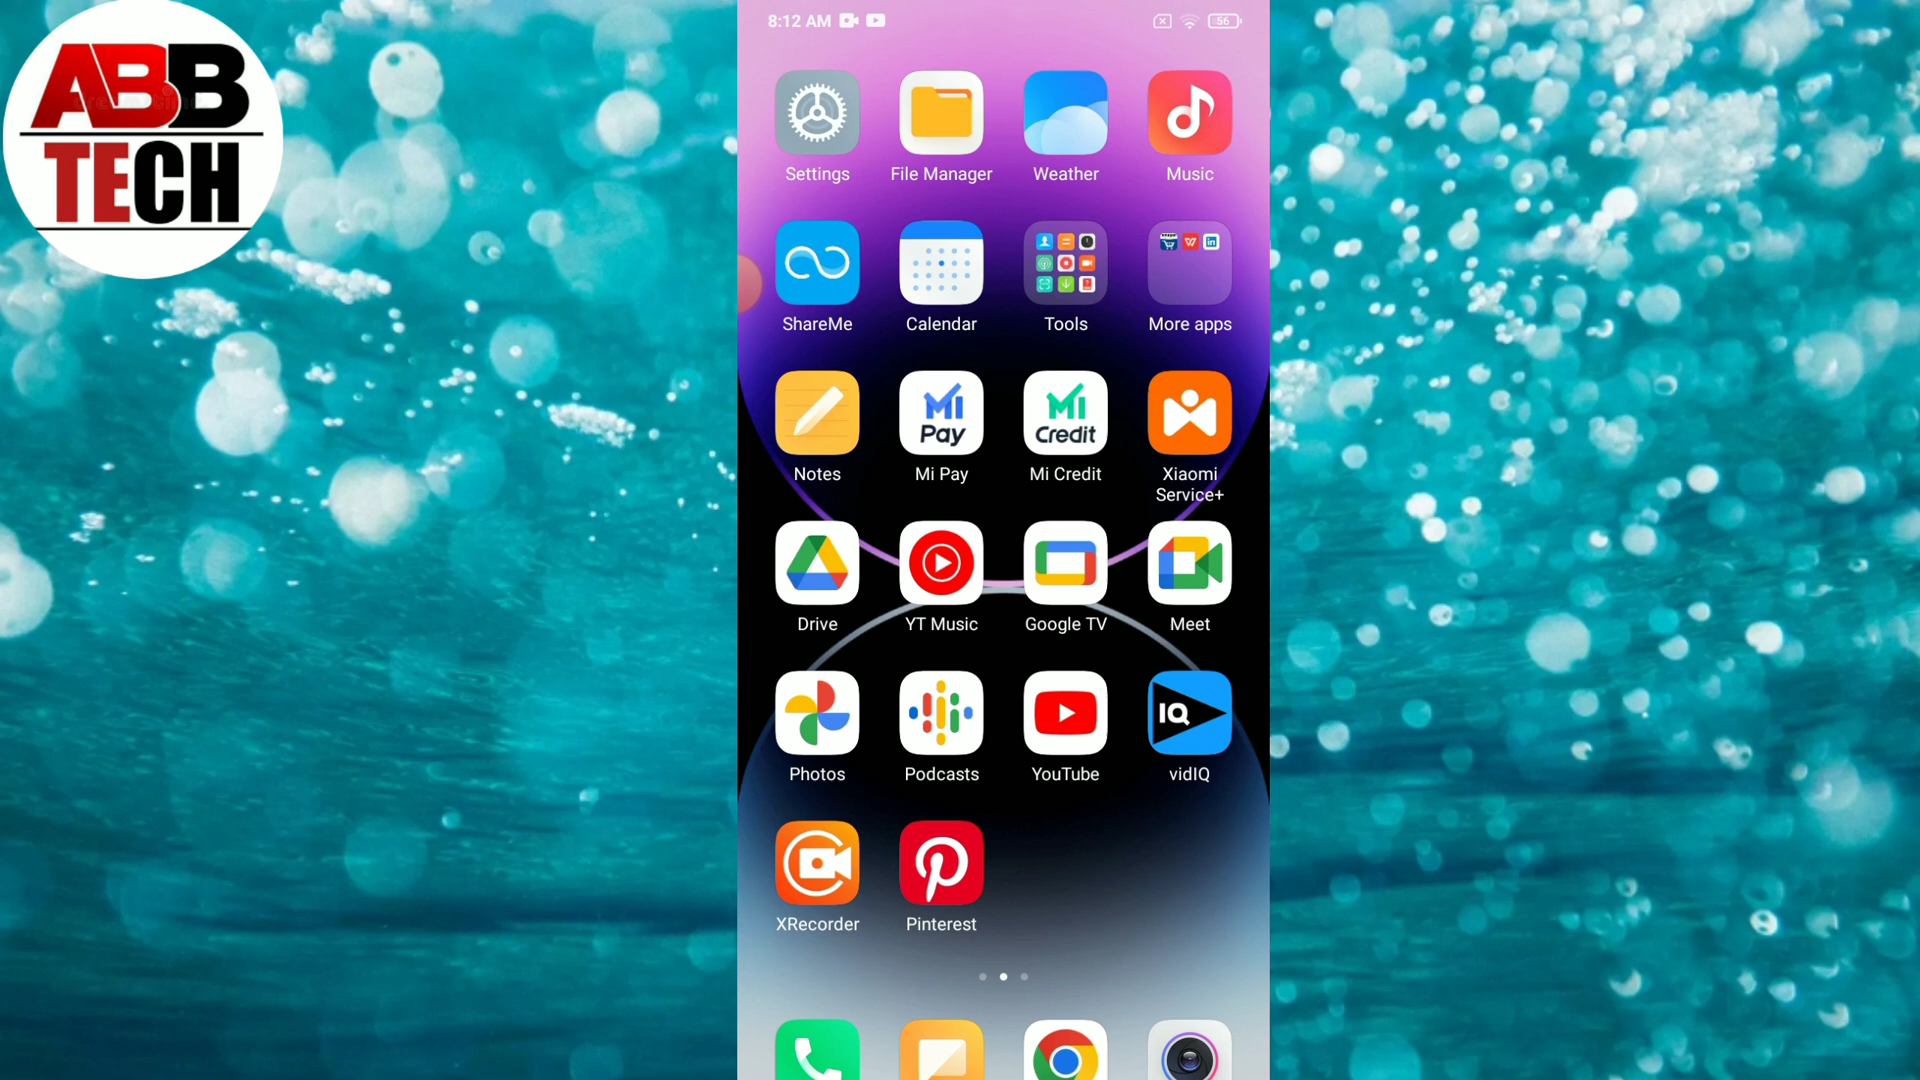 ABB
TECH
8:12 AM
56
Settings
File Manager
Weather
Music
ShareMe
Calendar
Tools
More apps
Notes
Mi
Pay
Mi Pay
Mi
Credit
Mi Credit
Xiaomi
Service+
Drive
YT Music
Google TV
Meet
Photos
Podcasts
YouTube
IQ
vidIQ
XRecorder
Pinterest